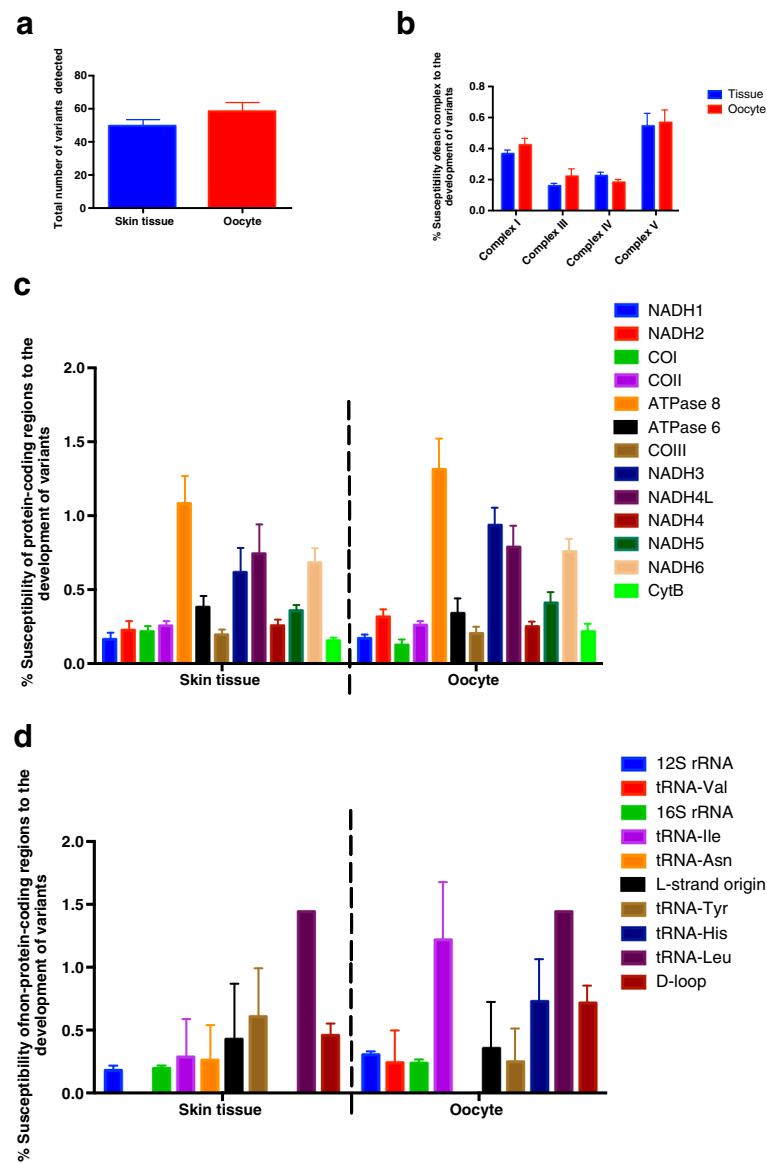 a
Total number of variants detected
80
60
40
20
0
Skin tissue
Oocyte
b
% Susceptibility ofeach complex to the
development of variants
0.8
0.6
0.4
0.2
0.0
Complex I
Complex III
Complex IV
Complex V
Tissue
Oocyte
c
% Susceptibility of protein-coding regions to the
development of variants
2.0
1.5
1.0
0.5
0.0
Skin tissue
Oocyte
NADH1
NADH2
COI
COII
ATPase 8
ATPase 6
COIII
NADH3
NADH4L
NADH4
NADH5
NADH6
CytB
d
% Susceptibility ofnon-protein-coding regions to the
development of variants
2.0
1.5
1.0
0.5
0.0
Skin tissue
Oocyte
12S rRNA
tRNA-Val
16S rRNA
tRNA-Ile
tRNA-Asn
L-strand origin
tRNA-Tyr
tRNA-His
tRNA-Leu
D-loop